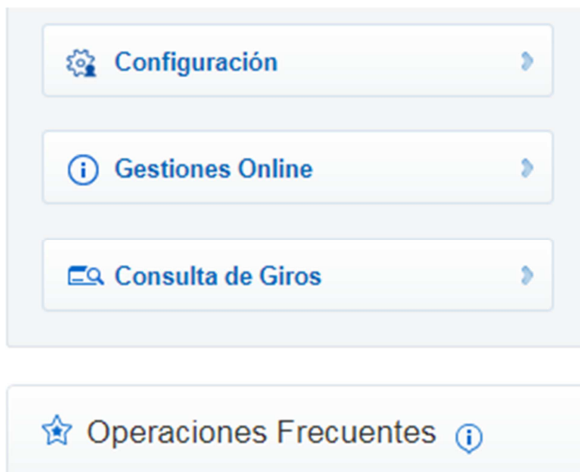 Configuración
Gestiones Online
Consulta de Giros
Operaciones Frecuentes